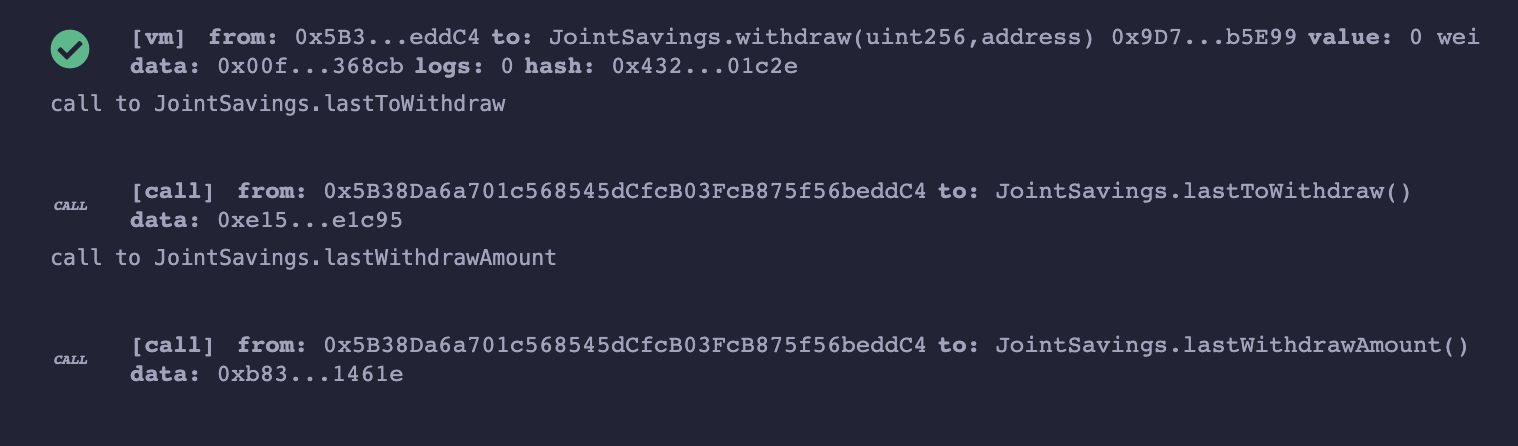 [vm] from: 0x5B3...eddC4 to: JointSavings.withdraw(uint256,address) 0x9D7...b5E99 value: 0 wei
data: 0x00f...368cb logs: 0 hash: 0x432...01c2e
call to JointSavings.lastToWithdraw
CALL [call] from: 0x5B38Da6a701c568545dCfcB03FcB875f56beddC4 to: JointSavings.lastToWithdraw()
data: 0xe15...e1c95
call to JointSavings.lastWithdrawAmount
CALL [call] from: 0x5B38Da6a701c568545dCfcB03FcB875f56beddC4 to: JointSavings.lastWithdrawAmount()
data: 0xb83...1461e